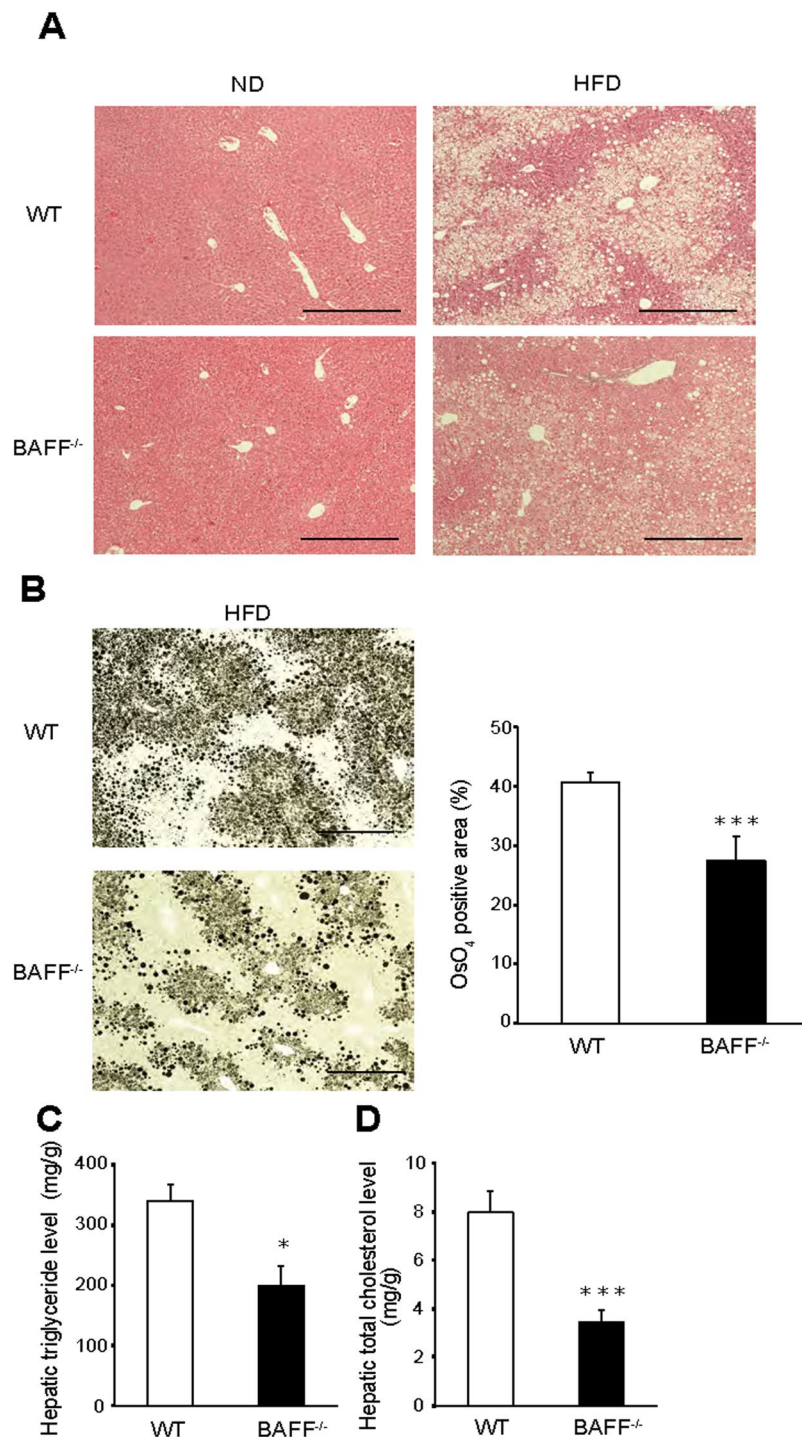 A
ND
HFD
WT
BAFF-/-
B
HFD
WT
BAFF-/-
OsO4 positive area (%)
50
40
30
20
10
0
***
WT
BAFF-/-
C
Hepatic triglyceride level (mg/g)
400
300
200
100
0
*
WT
BAFF-/-
D
Hepatic total cholesterol level
(mg/g)
10
8
6
4
2
0
***
WT
BAFF-/-